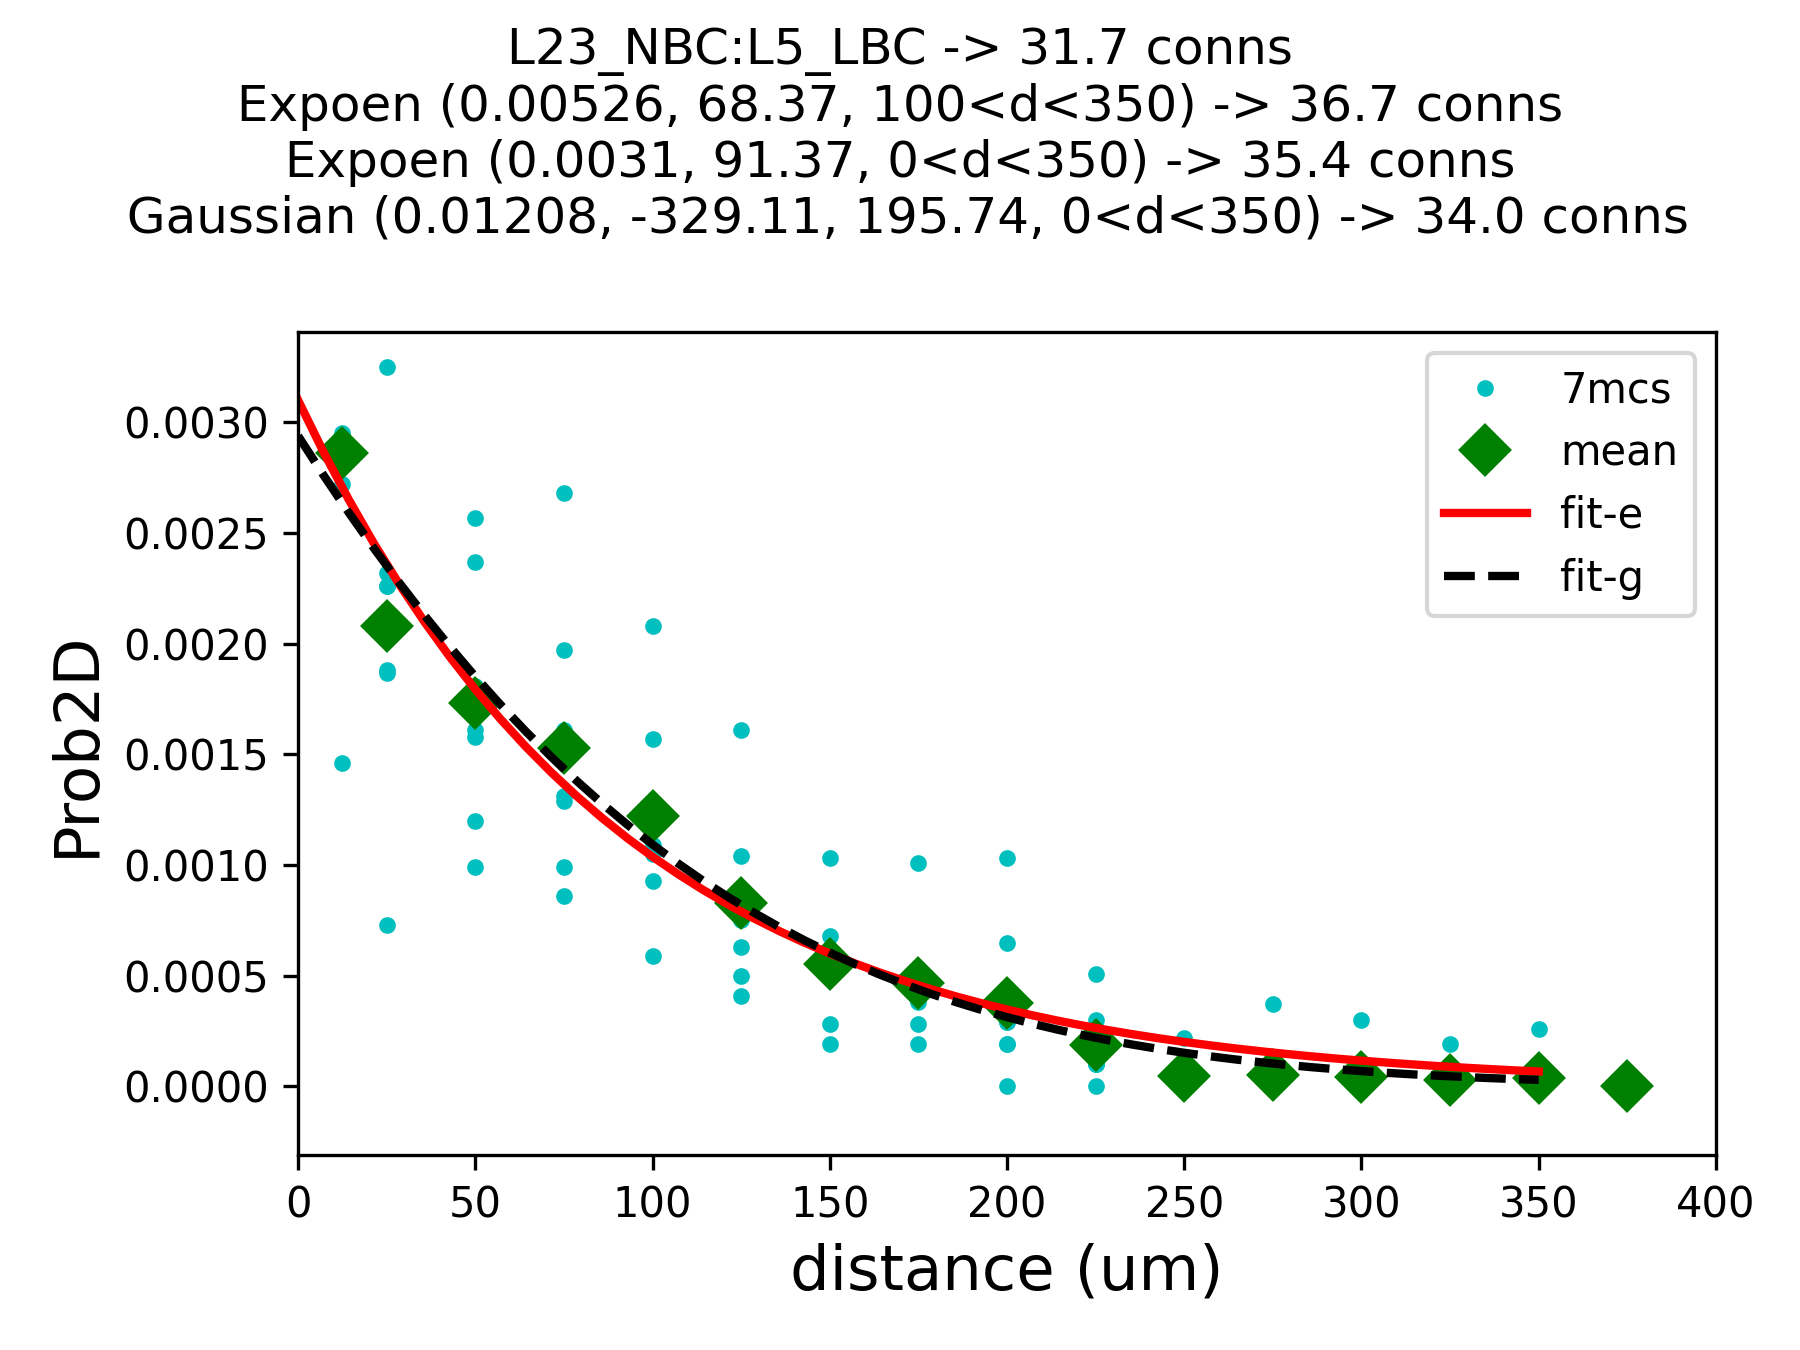 L23_NBC:L5_LBC -> 31.7 conns
Expoen (0.00526, 68.37, 100<d<350) -> 36.7 conns
Expoen (0.0031, 91.37, 0<d<350) -> 35.4 conns
Gaussian (0.01208, -329.11, 195.74, 0<d<350) -> 34.0 conns
7mcs
mean
fit-e
fit-g
Prob2D
0.0030
0.0025
0.0020
0.0015
0.0010
0.0005
0.0000
0 50 100 150 200 250 300 350 400
distance (um)